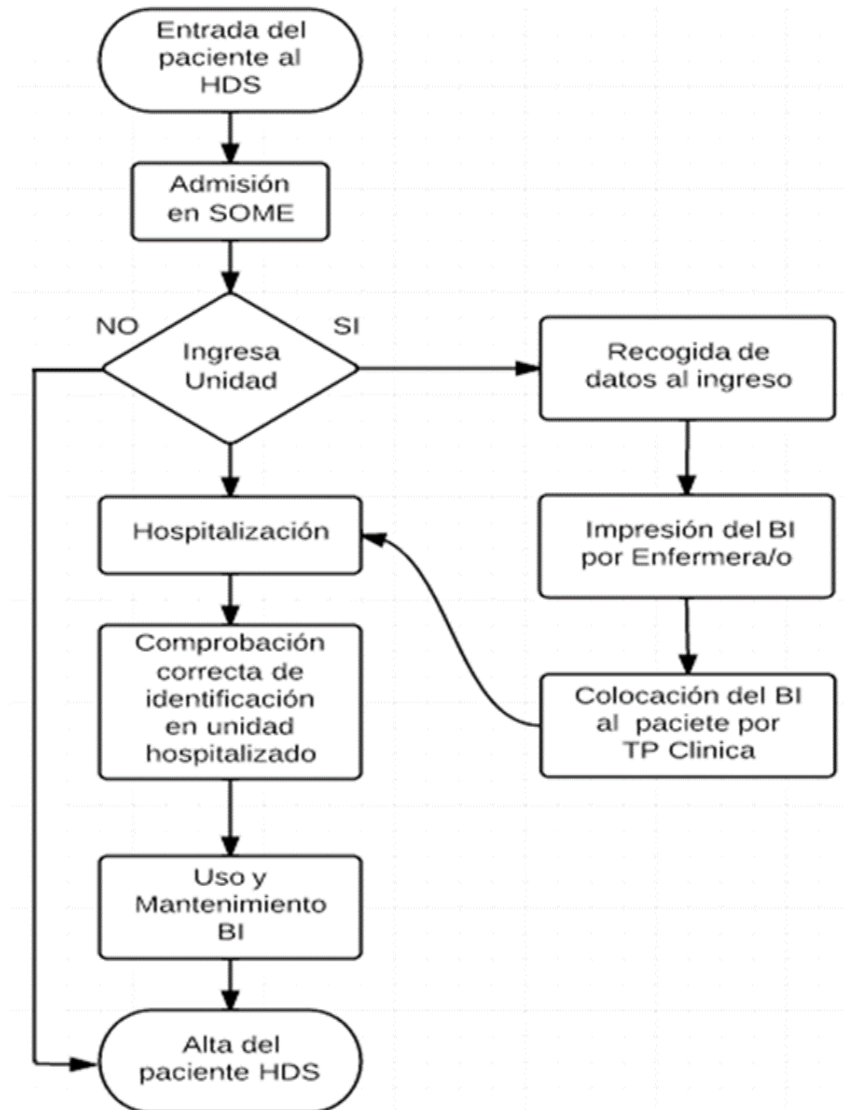 Entrada del
paciente al
HDS
Admisión
en SOME
NO
SI
Ingresa
Unidad
Recogida de
datos al ingreso
Hospitalización
Impresión del BI
por Enfermera/o
Comprobación
correcta de
identificación
en unidad
hospitalizado
Colocación del BI
al paciete por
TP Clinica
Uso y
Mantenimiento
BI
Alta del
paciente HDS